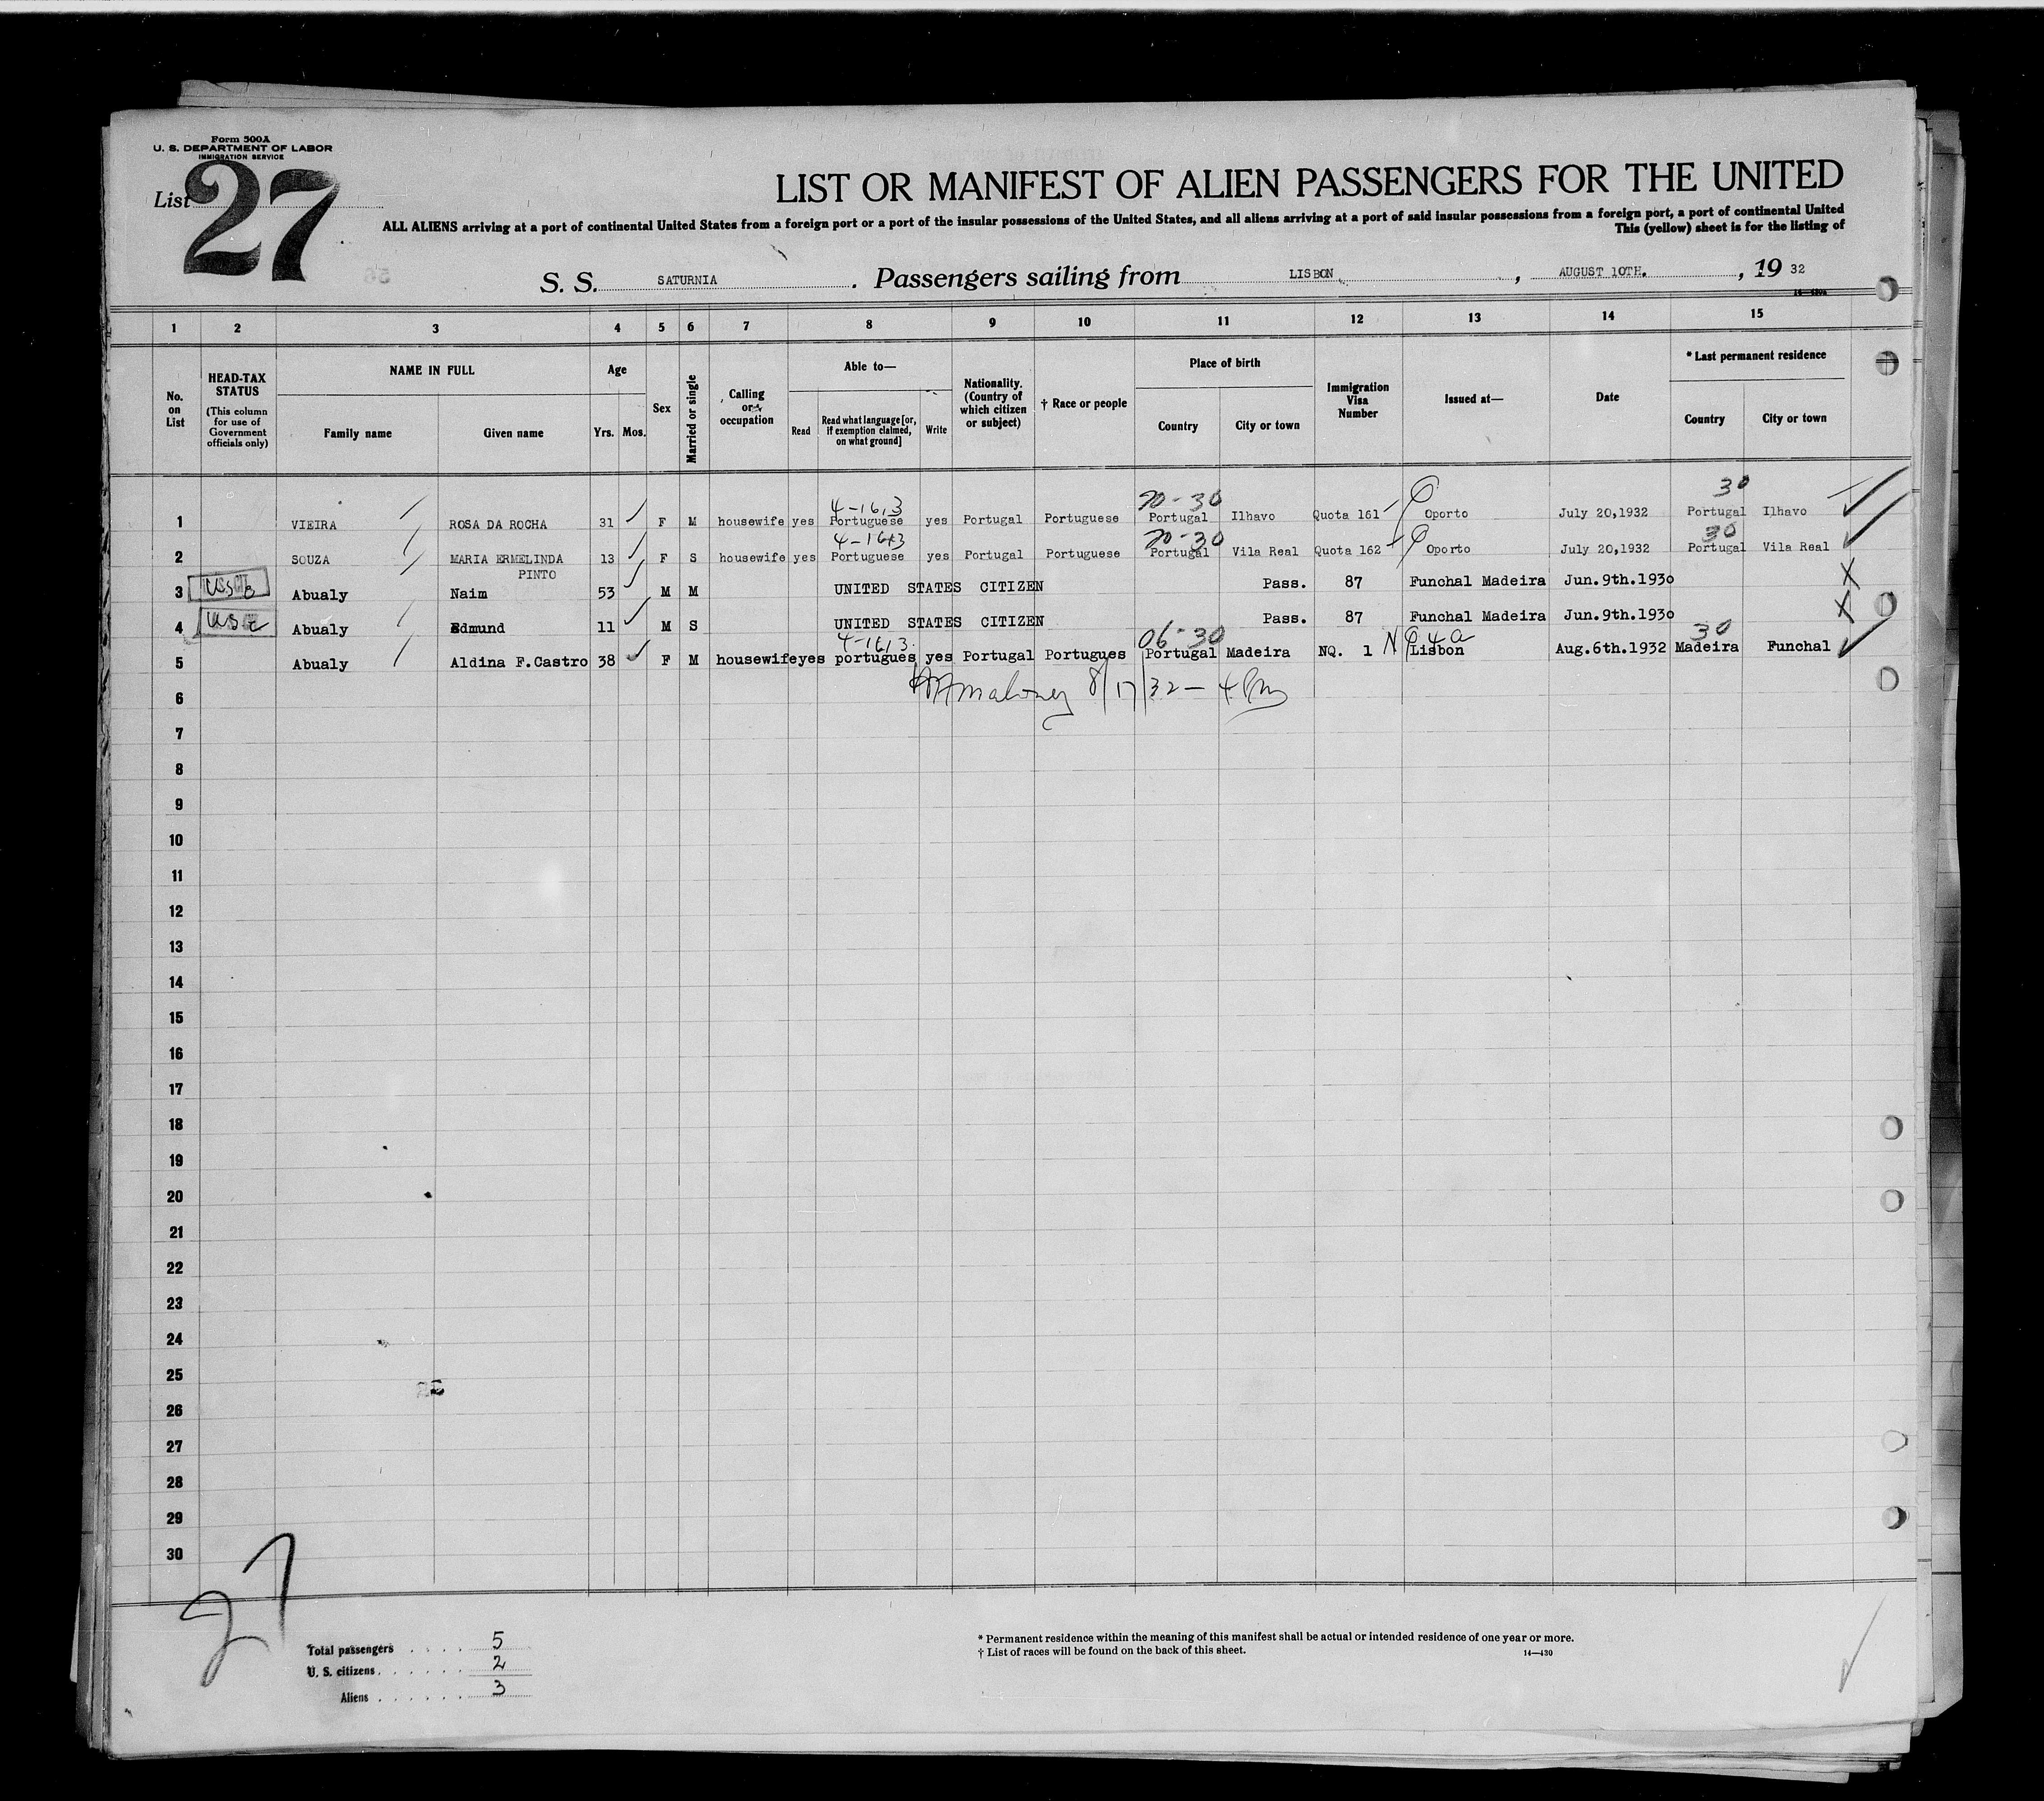 Form 500A
U. S. DEPARTMENT OF LABOR
IMMIGRATION SERVICE
List 27
LIST OR MANIFEST OF ALIEN PASSENGERS FOR THE UNITED
ALL ALIENS arriving at a port of continental United States from a foreign port or a port of the insular possessions of the United States, and all aliens arriving at a port of said insular possessions from a foreign port, a port of continental United
This (yellow) sheet is for the listing of
S. S. SATURNIA . Passengers sailing from LISBON , AUGUST 10TH. , 19 32
14—430a
1 2 3 4 5 6 7 8 9 10 11 12 13 14 15
No. on List
HEAD-TAX STATUS
(This column for use of Government officials only)
NAME IN FULL
Family name Given name
Age
Yrs. Mos.
Sex
Married or single
Calling or occupation
Able to—
Read
Read what language [or, if exemption claimed, on what ground]
Write
Nationality. (Country of which citizen or subject)
† Race or people
Place of birth
Country City or town
Immigration Visa Number
Issued at—
Date
* Last permanent residence
Country City or town
4-1613 70-30 30
1 VIEIRA ROSA DA ROCHA 31 F M housewife yes Portuguese yes Portugal Portuguese Portugal Ilhavo Quota 161 Oporto July 20,1932 Portugal Ilhavo
4-1613 70-30 30
2 SOUZA MARIA ERMELINDA 13 F S housewife yes Portuguese yes Portugal Portuguese Portugal Vila Real Quota 162 Oporto July 20,1932 Portugal Vila Real
PINTO
3 Abualy Naim 53 M M UNITED STATES CITIZEN Pass. 87 Funchal Madeira Jun.9th.1930
4 Abualy Edmund 11 M S UNITED STATES CITIZEN Pass. 87 Funchal Madeira Jun.9th.1930
4-1613 06-30 30
5 Abualy Aldina F.Castro 38 F M housewife yes portugues yes Portugal Portugues Portugal Madeira NQ. 1 Lisbon Aug.6th.1932 Madeira Funchal
6
Maloney 8/17/32 — 4 Pm
7
8
9
10
11
12
13
14
15
16
17
18
19
20
21
22
23
24
25
26
27
28
29
30
27
Total passengers . . . . 5
U. S. citizens . . . . . . 2
Aliens . . . . . . 3
* Permanent residence within the meaning of this manifest shall be actual or intended residence of one year or more.
† List of races will be found on the back of this sheet.
14—430